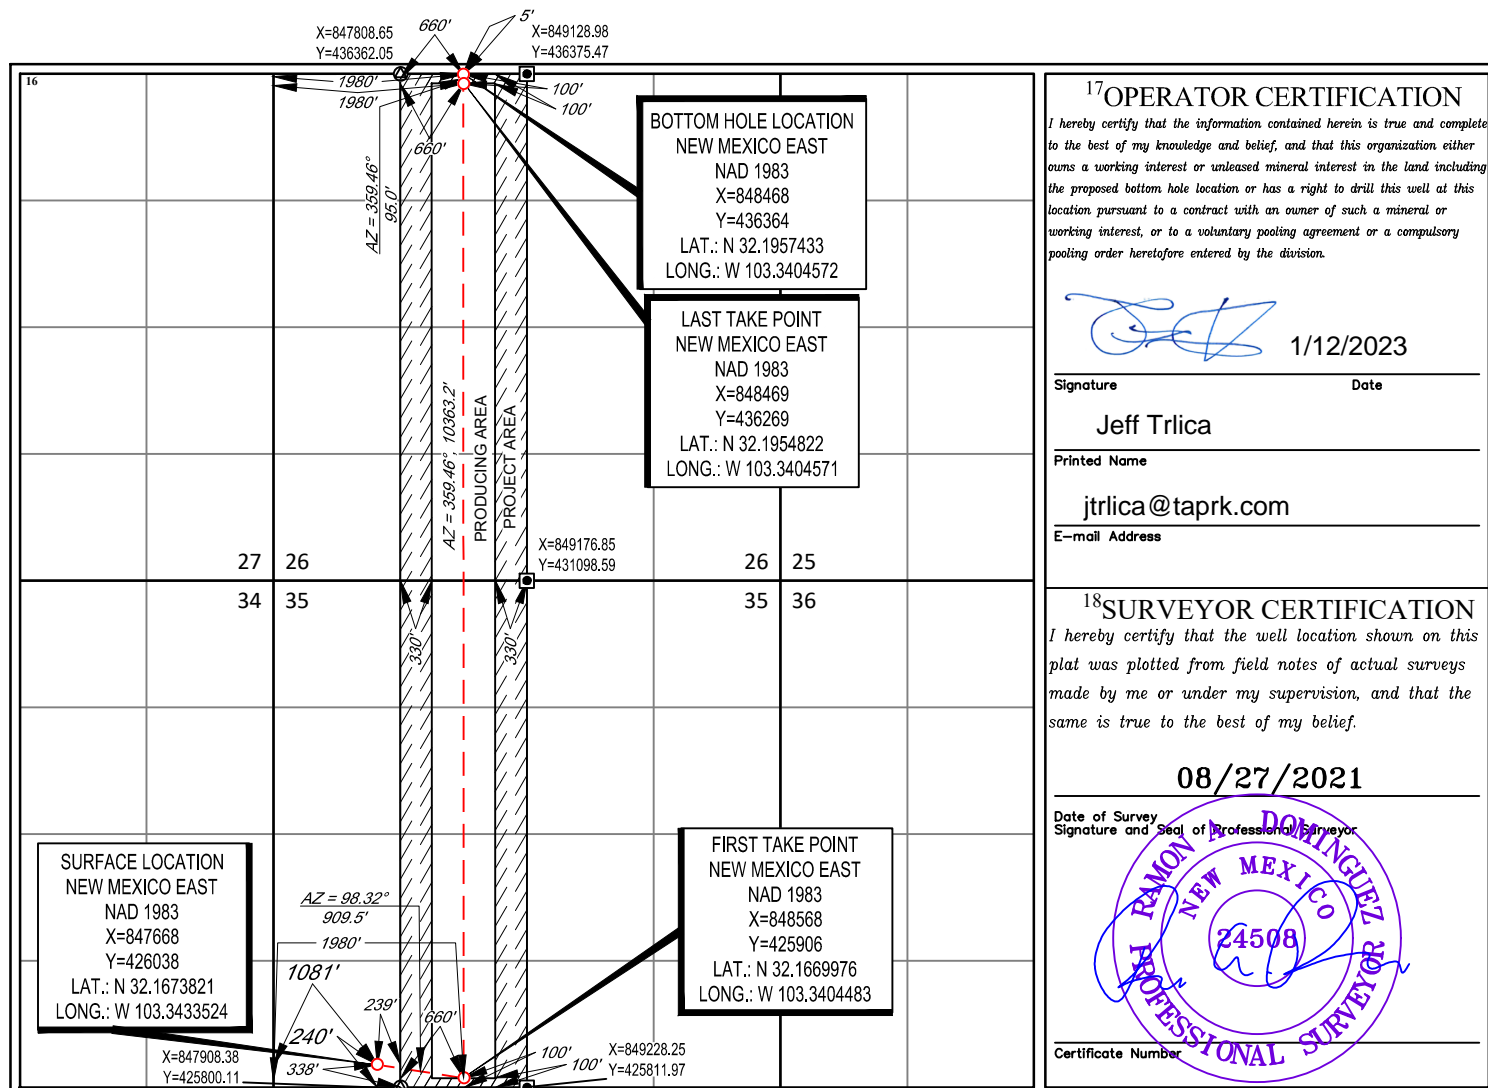 X=847808.65
Y=436362.05
660'
5'
X=849128.98
Y=436375.47
16
1980'
1980'
100'
100'
660'
AZ = 359.46°
95.0'
BOTTOM HOLE LOCATION
NEW MEXICO EAST
NAD 1983
X=848468
Y=436364
LAT.: N 32.1957433
LONG.: W 103.3404572
LAST TAKE POINT
NEW MEXICO EAST
NAD 1983
X=848469
Y=436269
LAT.: N 32.1954822
LONG.: W 103.3404571
AZ = 359.46°, 10363.2'
PRODUCING AREA
PROJECT AREA
X=849176.85
Y=431098.59
27 26
26 25
34 35
35 36
330'
330'
SURFACE LOCATION
NEW MEXICO EAST
NAD 1983
X=847668
Y=426038
LAT.: N 32.1673821
LONG.: W 103.3433524
AZ = 98.32°
909.5'
1980'
1081'
239'
660'
240'
338'
X=847908.38
Y=425800.11
FIRST TAKE POINT
NEW MEXICO EAST
NAD 1983
X=848568
Y=425906
LAT.: N 32.1669976
LONG.: W 103.3404483
100'
100'
X=849228.25
Y=425811.97
17 OPERATOR CERTIFICATION
I hereby certify that the information contained herein is true and complete
to the best of my knowledge and belief, and that this organization either
owns a working interest or unleased mineral interest in the land including
the proposed bottom hole location or has a right to drill this well at this
location pursuant to a contract with an owner of such a mineral or
working interest, or to a voluntary pooling agreement or a compulsory
pooling order heretofore entered by the division.
1/12/2023
Signature Date
Jeff Trlica
Printed Name
jtrlica@taprk.com
E-mail Address
18 SURVEYOR CERTIFICATION
I hereby certify that the well location shown on this
plat was plotted from field notes of actual surveys
made by me or under my supervision, and that the
same is true to the best of my belief.
08/27/2021
Date of Survey
Signature and Seal of Professional Surveyor
RAMON A. DOMINGUEZ
NEW MEXICO
24508
PROFESSIONAL SURVEYOR
Certificate Number